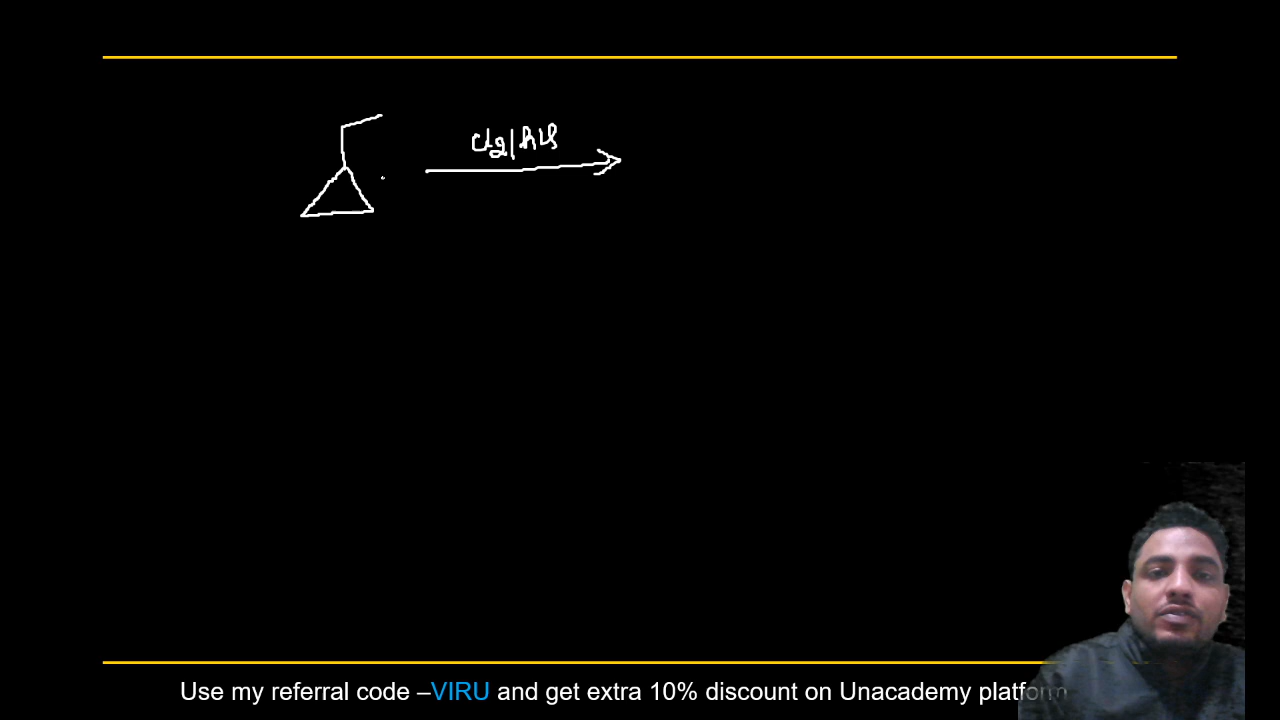 Cl2/hν
Use my referral code –VIRU and get extra 10% discount on Unacademy platform